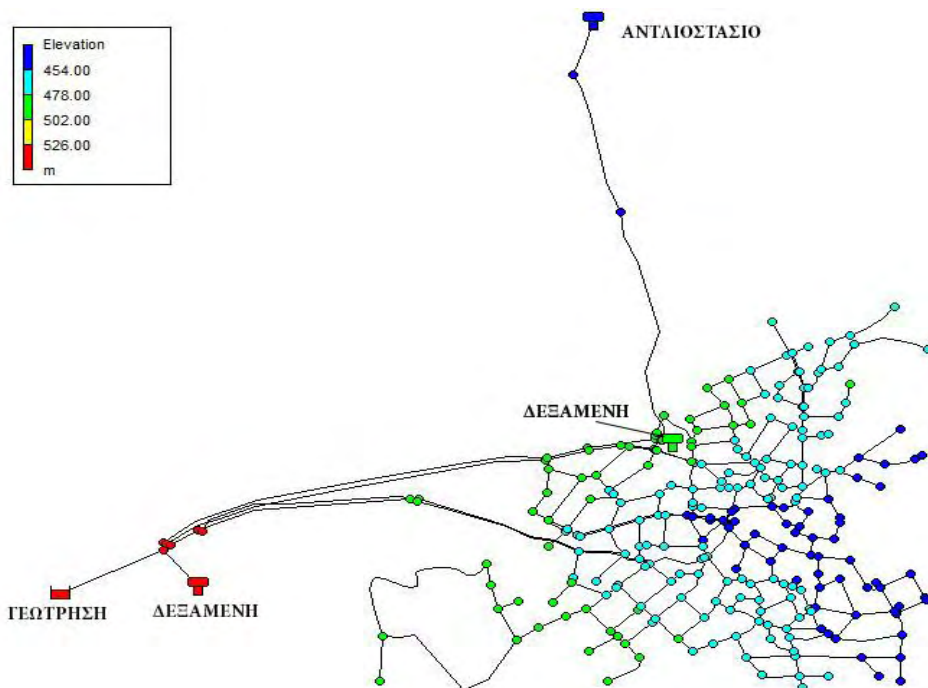 Elevation
454.00
478.00
502.00
526.00
m
ΑΝΤΛΙΟΣΤΑΣΙΟ
ΔΕΞΑΜΕΝΗ
ΓΕΩΤΡΗΣΗ
ΔΕΞΑΜΕΝΗ